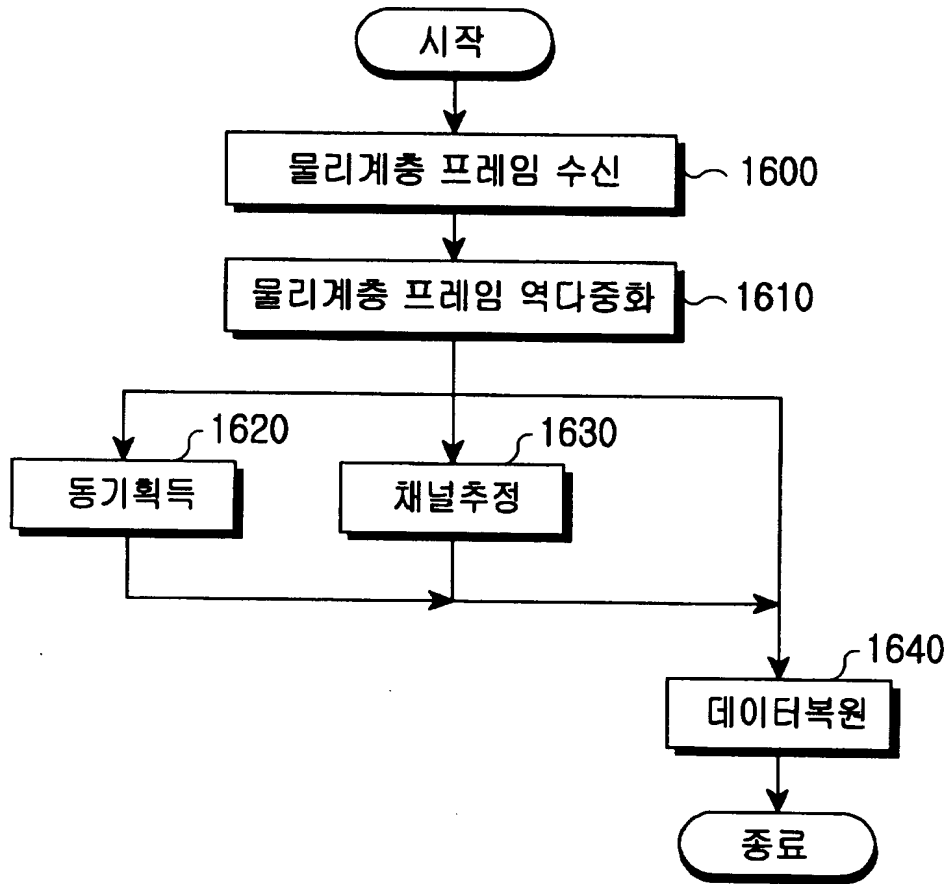 시작
물리계층 프레임 수신
1600
물리계층 프레임 역다중화
1610
1620
동기획득
1630
채널추정
1640
데이터복원
종료